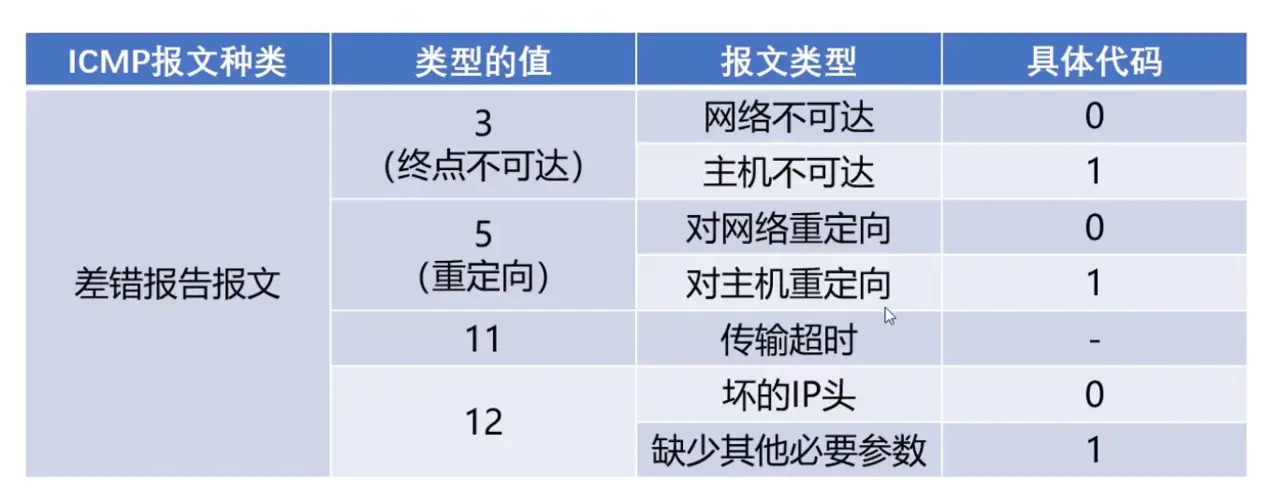 ICMP报文种类 类型的值 报文类型 具体代码
差错报告报文
3
（终点不可达）
网络不可达 0
主机不可达 1
5
（重定向）
对网络重定向 0
对主机重定向 1
11 传输超时 -
12
坏的IP头 0
缺少其他必要参数 1